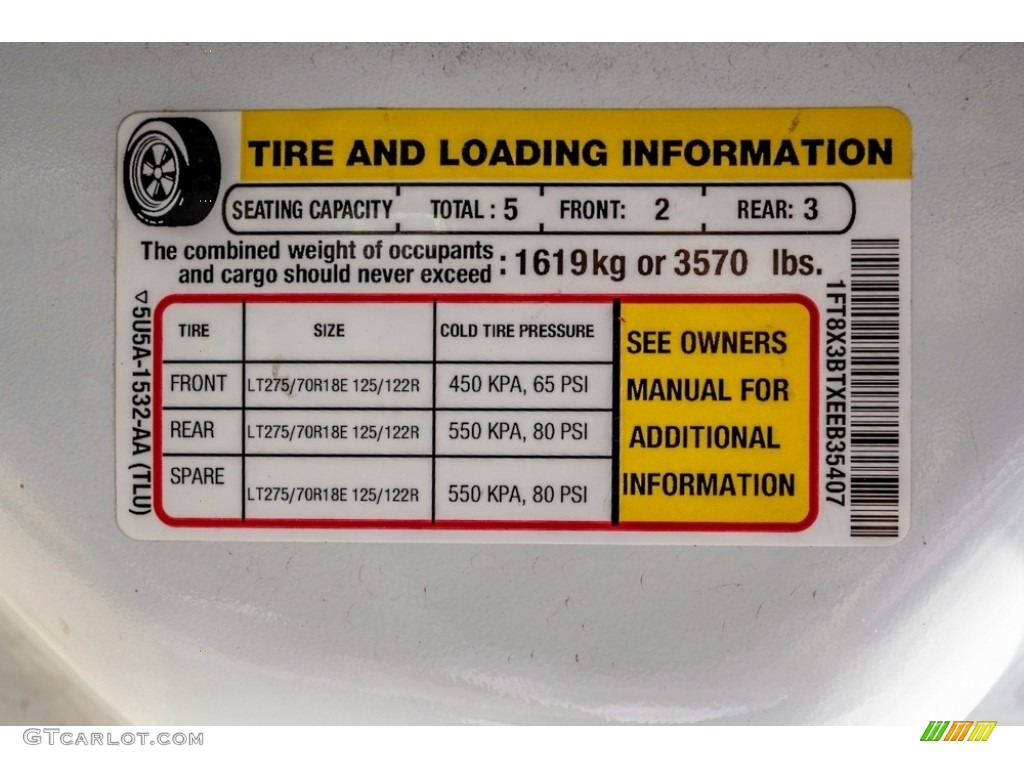 TIRE AND LOADING INFORMATION
SEATING CAPACITY TOTAL: 5 FRONT: 2 REAR: 3
The combined weight of occupants
and cargo should never exceed : 1619kg or 3570 lbs.
TIRE SIZE COLD TIRE PRESSURE
FRONT LT275/70R18E 125/122R 450 KPA, 65 PSI
REAR LT275/70R18E 125/122R 550 KPA, 80 PSI
SPARE LT275/70R18E 125/122R 550 KPA, 80 PSI
SEE OWNERS
MANUAL FOR
ADDITIONAL
INFORMATION
5U5A-1532-AA (TLU)
1FT8X3BTXEEB35407
GTCARLOT.COM